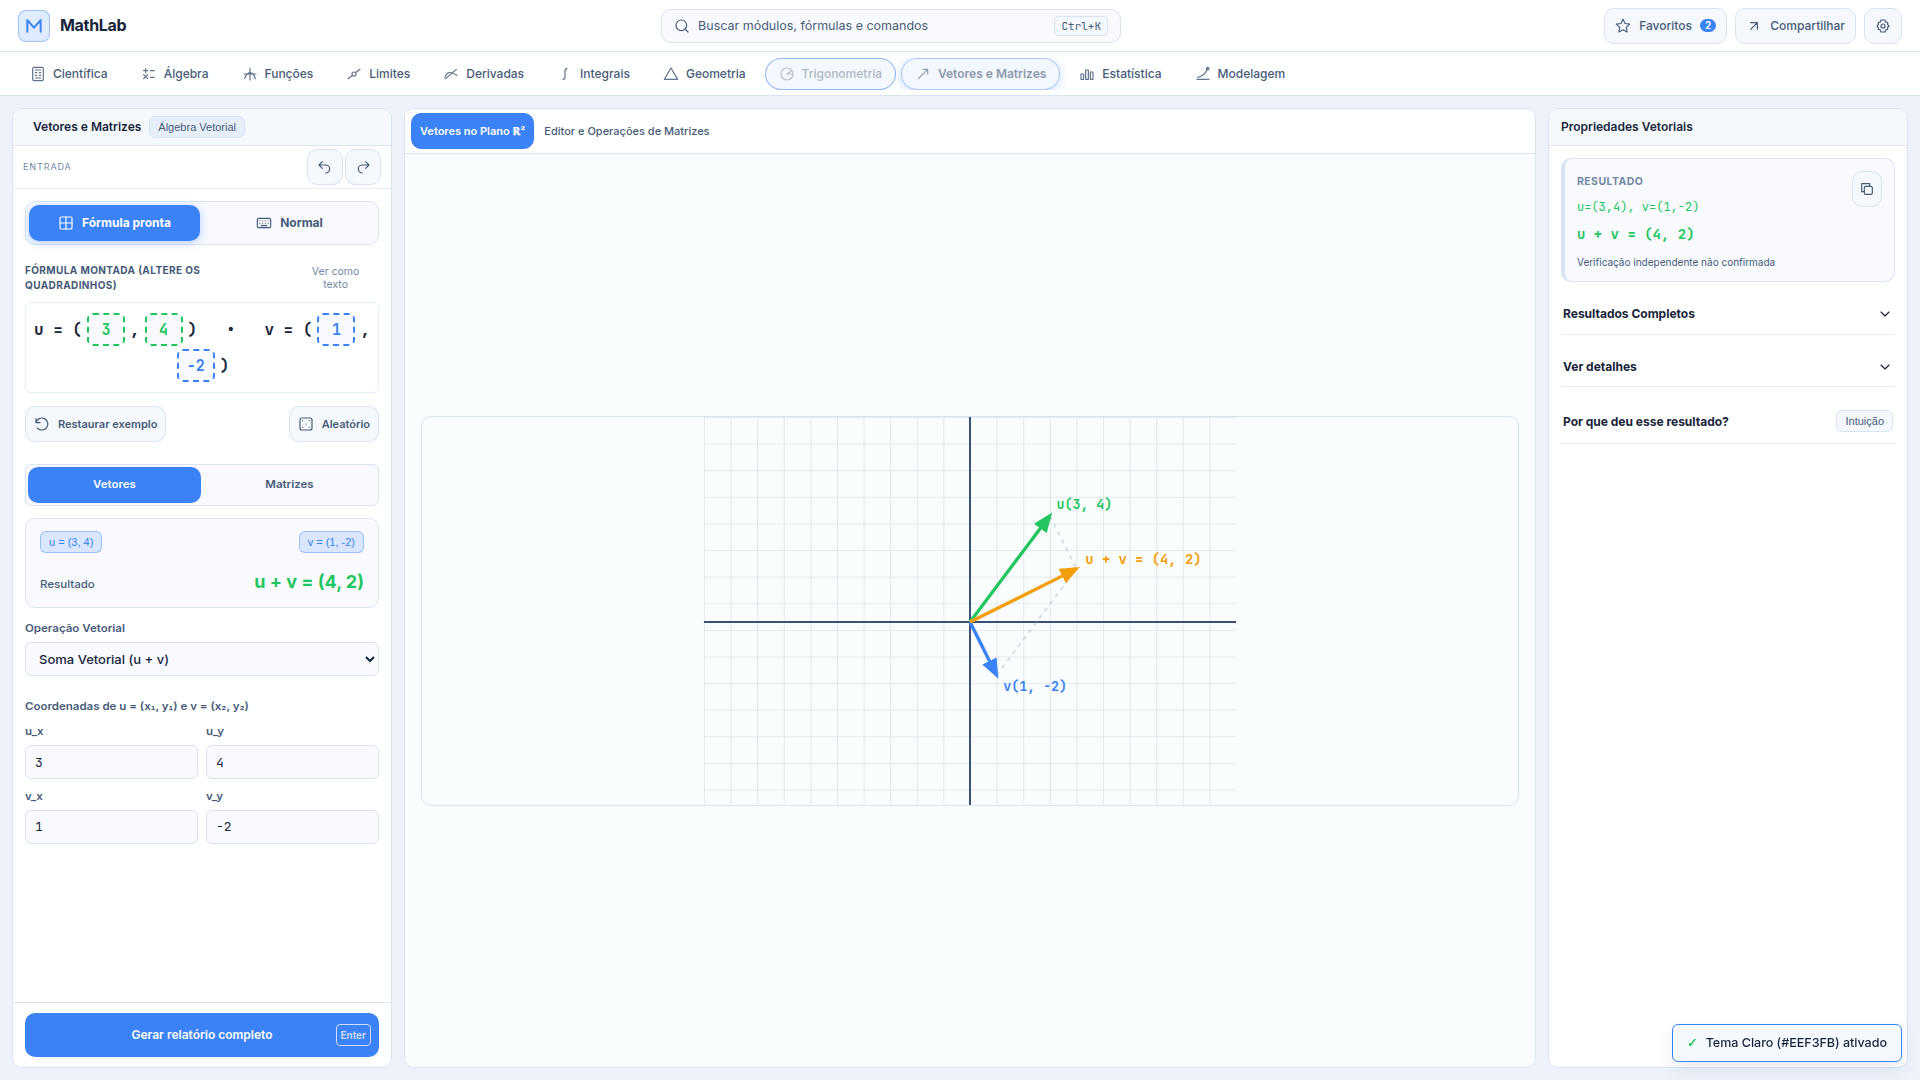 MathLab
Buscar módulos, fórmulas e comandos
Ctrl+K
Favoritos 2
Compartilhar
Científica
Álgebra
Funções
Limites
Derivadas
Integrais
Geometria
Trigonometria
Vetores e Matrizes
Estatística
Modelagem
Vetores e Matrizes
Álgebra Vetorial
ENTRADA
Fórmula pronta
Normal
FÓRMULA MONTADA (ALTERE OS
QUADRADINHOS)
Ver como
texto
u = ( 3 , 4 ) • v = ( 1 ,
-2 )
Restaurar exemplo
Aleatório
Vetores
Matrizes
u = (3, 4)
v = (1, -2)
Resultado
u + v = (4, 2)
Operação Vetorial
Soma Vetorial (u + v)
Coordenadas de u = (x₁, y₁) e v = (x₂, y₂)
u_x
u_y
3
4
v_x
v_y
1
-2
Gerar relatório completo
Enter
Vetores no Plano ℝ²
Editor e Operações de Matrizes
u(3, 4)
u + v = (4, 2)
v(1, -2)
Propriedades Vetoriais
RESULTADO
u=(3,4), v=(1,-2)
u + v = (4, 2)
Verificação independente não confirmada
Resultados Completos
Ver detalhes
Por que deu esse resultado?
Intuição
✓ Tema Claro (#EEF3FB) ativado